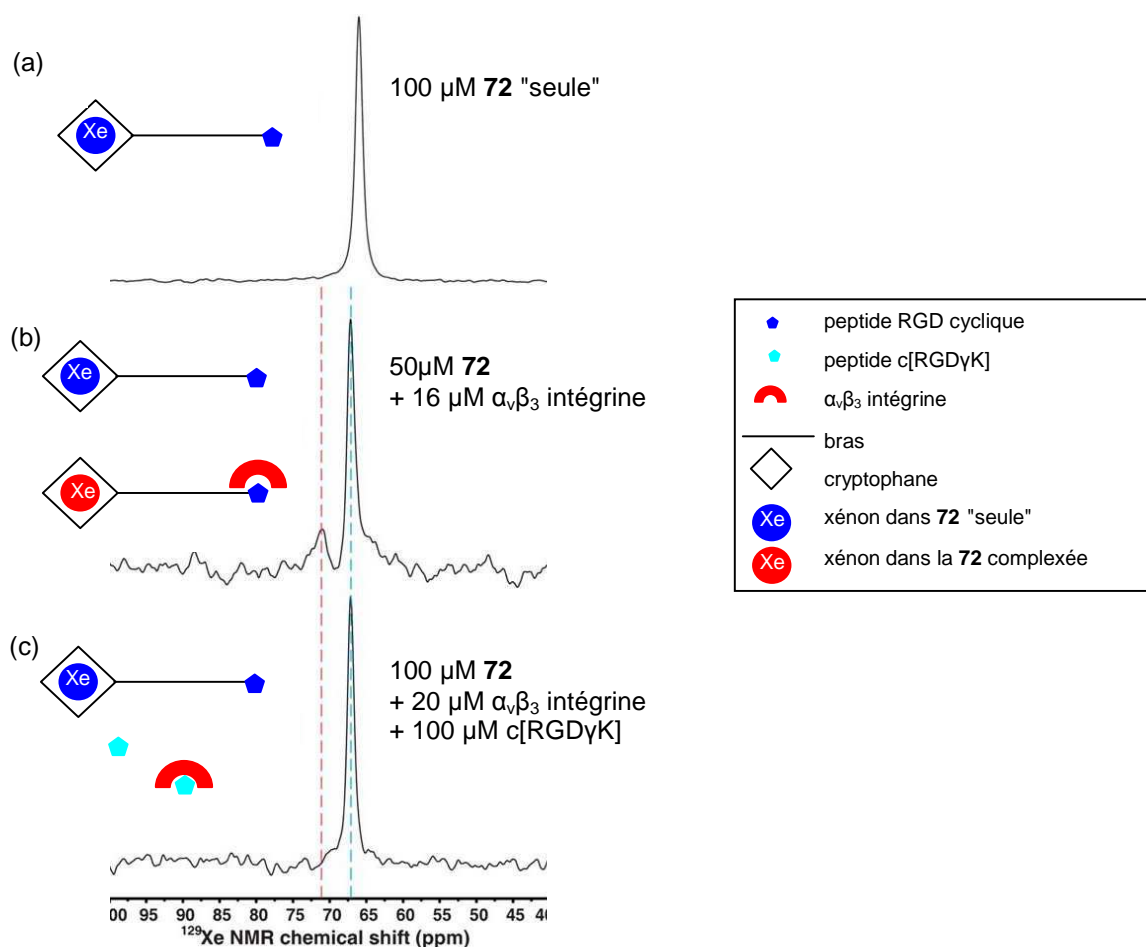 (a)
Xe
100 µM 72 "seule"
(b)
Xe
50µM 72
+ 16 µM αvβ3 intégrine
Xe
(c)
Xe
100 µM 72
+ 20 µM αvβ3 intégrine
+ 100 µM c[RGDγK]
00 95 90 85 80 75 70 65 60 55 50 45 40
129Xe NMR chemical shift (ppm)
peptide RGD cyclique
peptide c[RGDγK]
αvβ3 intégrine
bras
cryptophane
Xe xénon dans 72 "seule"
Xe xénon dans la 72 complexée